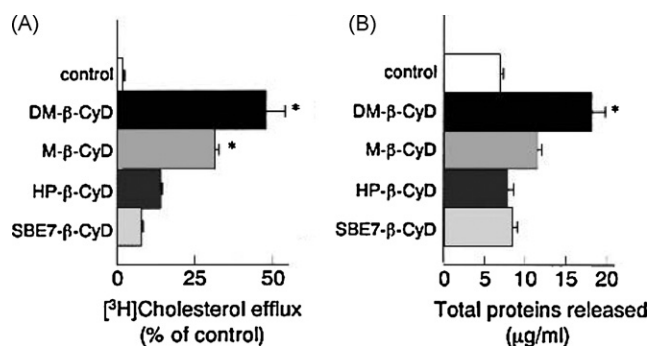 (A)
control
DM-β-CyD
*
M-β-CyD
*
HP-β-CyD
SBE7-β-CyD
0 25 50
[³H]Cholesterol efflux
(% of control)
(B)
control
DM-β-CyD
*
M-β-CyD
HP-β-CyD
SBE7-β-CyD
0 5 10 15 20
Total proteins released
(μg/ml)